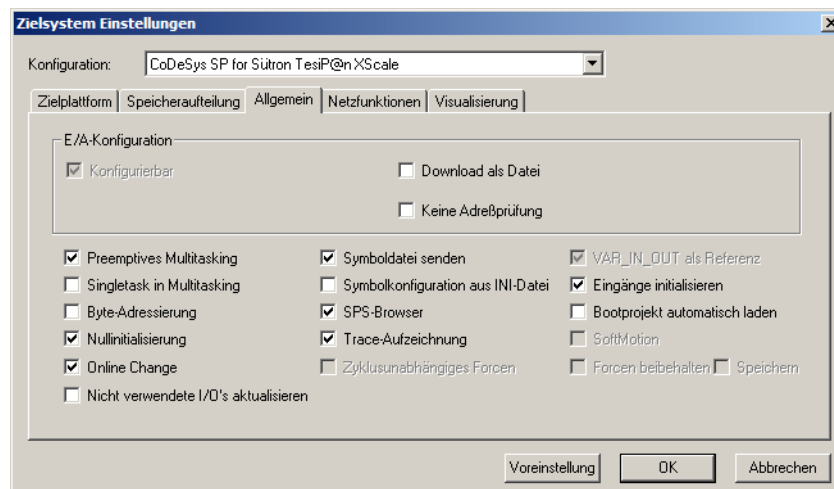 Zielsystem Einstellungen
Konfiguration: CoDeSys SP for Sütron TesiP@n XScale
Zielplattform Speicheraufteilung Allgemein Netzfunktionen Visualisierung
E/A-Konfiguration
Konfigurierbar Download als Datei
Keine Adreßprüfung
Preemptives Multitasking Symboldatei senden VAR_IN_OUT als Referenz
Singletask in Multitasking Symbolkonfiguration aus INI-Datei Eingänge initialisieren
Byte-Adressierung SPS-Browser Bootprojekt automatisch laden
Nullinitialisierung Trace-Aufzeichnung SoftMotion
Online Change Zyklusunabhängiges Forcen Forcen beibehalten Speichern
Nicht verwendete I/O's aktualisieren
Voreinstellung OK Abbrechen